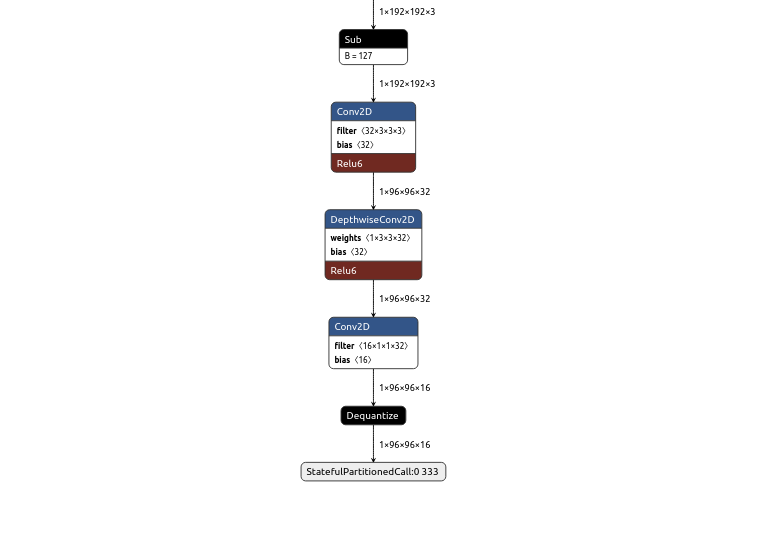 1×192×192×3
Sub
B = 127
1×192×192×3
Conv2D
filter 〈32×3×3×3〉
bias 〈32〉
Relu6
1×96×96×32
DepthwiseConv2D
weights 〈1×3×3×32〉
bias 〈32〉
Relu6
1×96×96×32
Conv2D
filter 〈16×1×1×32〉
bias 〈16〉
1×96×96×16
Dequantize
1×96×96×16
StatefulPartitionedCall:0 333